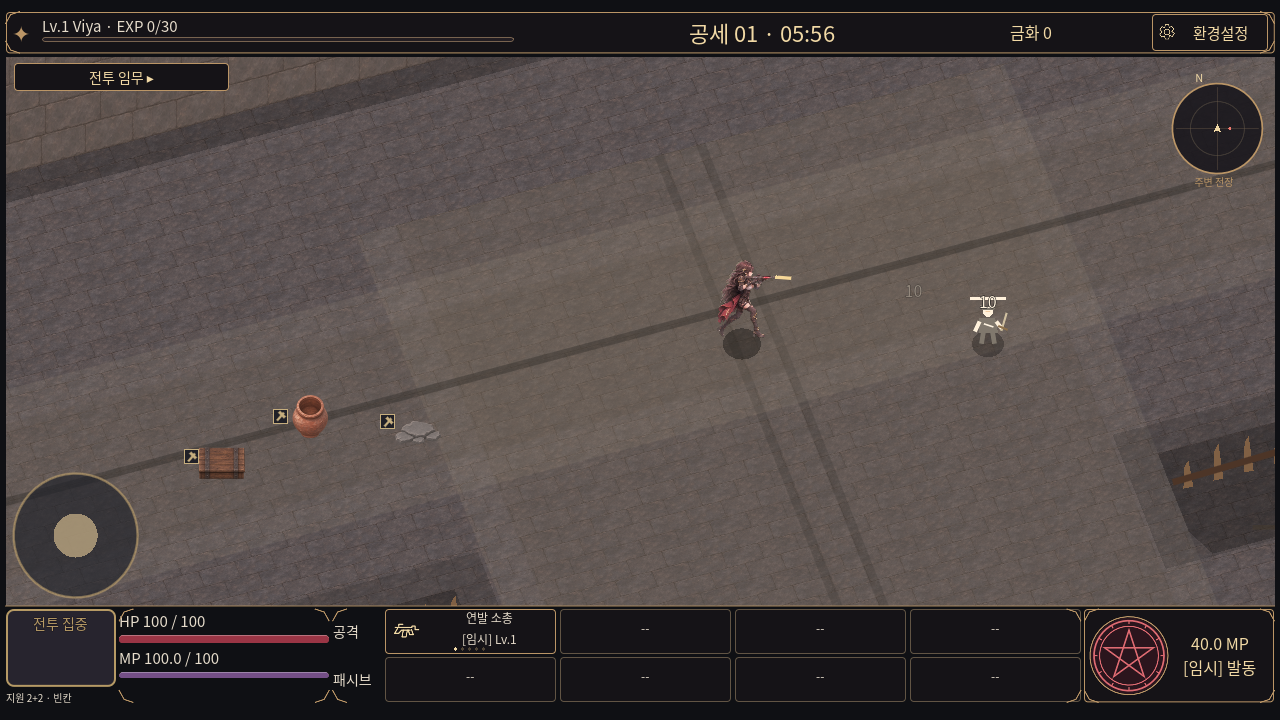 Lv.1 Viya · EXP 0/30
공세 01 · 05:56
금화 0
환경설정
전투 임무 ▸
N
주변 전장
10
10
전투 집중
HP 100 / 100
MP 100.0 / 100
지원 2+2 · 빈칸
공격
패시브
연발 소총
[임시] Lv.1
--
--
--
--
--
--
--
40.0 MP
[임시] 발동